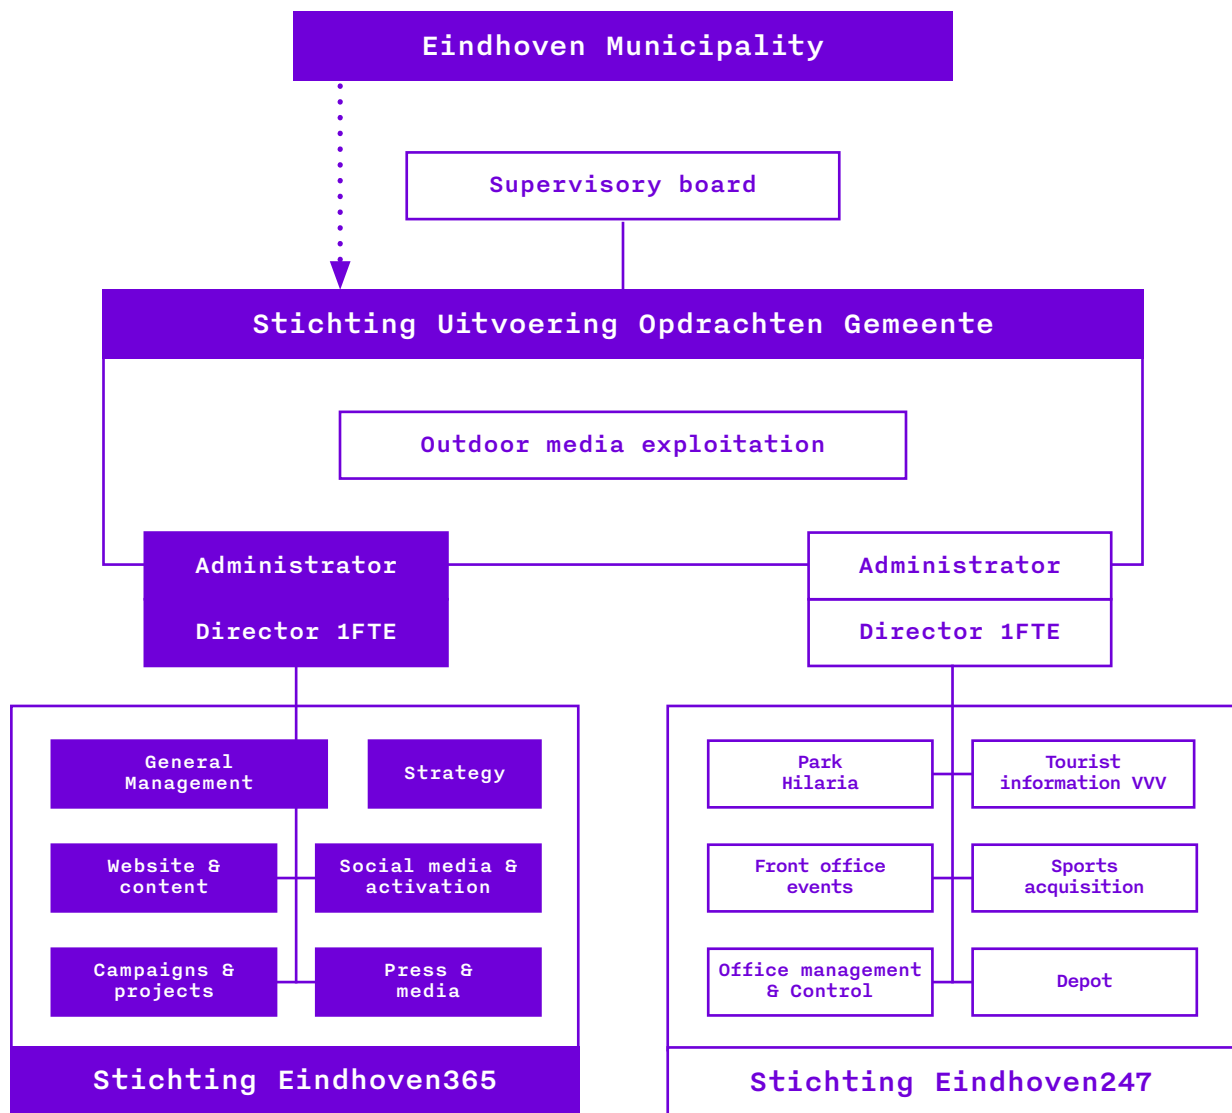 Eindhoven Municipality
Supervisory board
Stichting Uitvoering Opdrachten Gemeente
Outdoor media exploitation
Administrator
Director 1FTE
Administrator
Director 1FTE
General
Management
Strategy
Website &
content
Social media &
activation
Campaigns &
projects
Press &
media
Stichting Eindhoven365
Park
Hilaria
Tourist
information VVV
Front office
events
Sports
acquisition
Office management
& Control
Depot
Stichting Eindhoven247